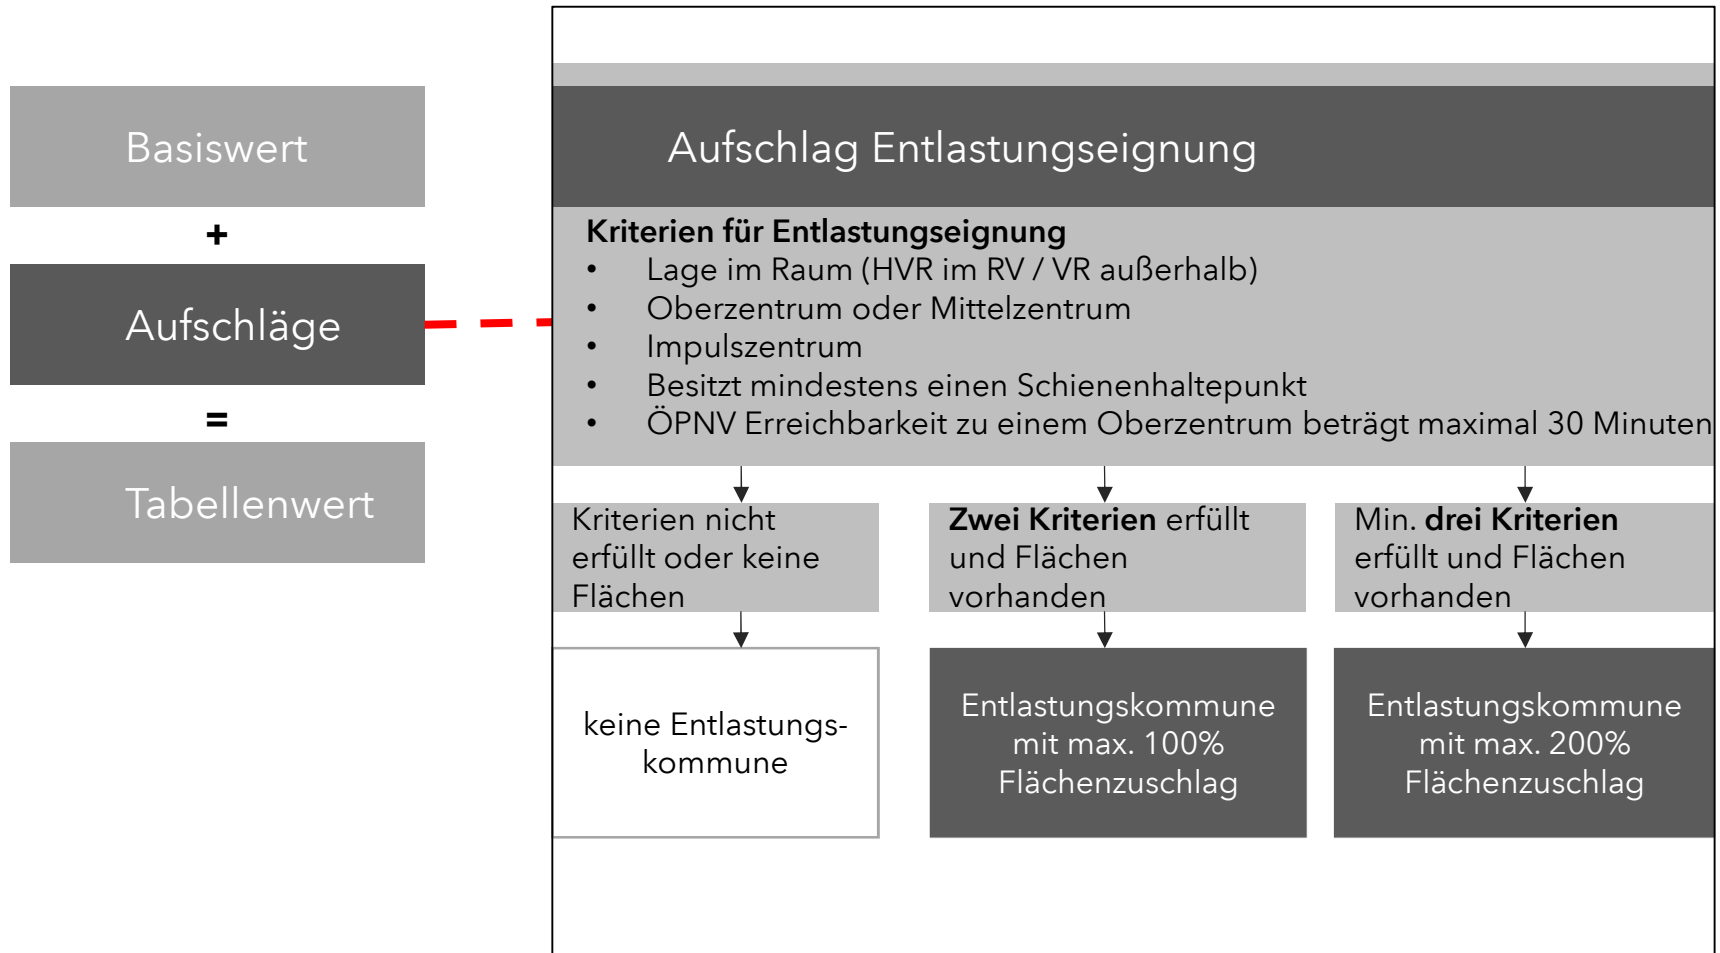 Basiswert
+
Aufschläge
=
Tabellenwert
Aufschlag Entlastungseignung
Kriterien für Entlastungseignung
• Lage im Raum (HVR im RV / VR außerhalb)
• Oberzentrum oder Mittelzentrum
• Impulszentrum
• Besitzt mindestens einen Schienenhaltepunkt
• ÖPNV Erreichbarkeit zu einem Oberzentrum beträgt maximal 30 Minuten
Kriterien nicht
erfüllt oder keine
Flächen
Zwei Kriterien erfüllt
und Flächen
vorhanden
Min. drei Kriterien
erfüllt und Flächen
vorhanden
keine Entlastungs-
kommune
Entlastungskommune
mit max. 100%
Flächenzuschlag
Entlastungskommune
mit max. 200%
Flächenzuschlag